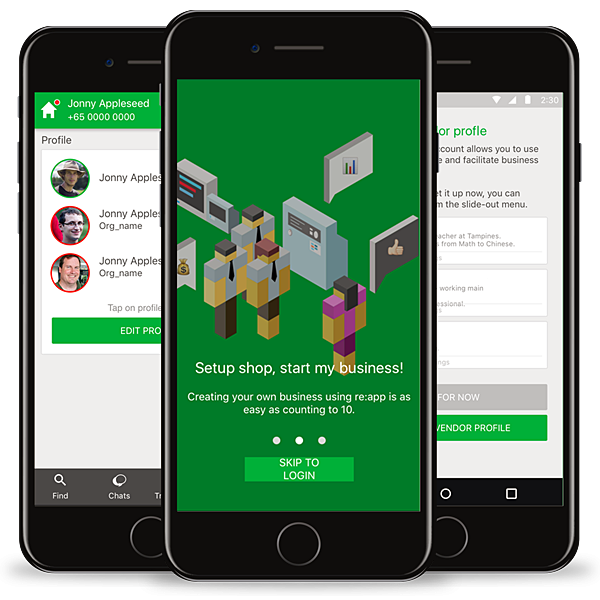 Jonny Appleseed
+65 0000 0000
Profile
Jonny Apples
Jonny Apples
Org_name
Jonny Apples
Org_name
Tap on profile
EDIT PRO
Find
Chats
Tr
Setup shop, start my business!
Creating your own business using re:app is as
easy as counting to 10.
SKIP TO
LOGIN
2:30
or profle
ccount allows you to use
e and facilitate business
et it up now, you can
m the slide-out menu.
acher at Tampines.
s from Math to Chinese.
s
working main
fessional.
ngs
FOR NOW
VENDOR PROFILE